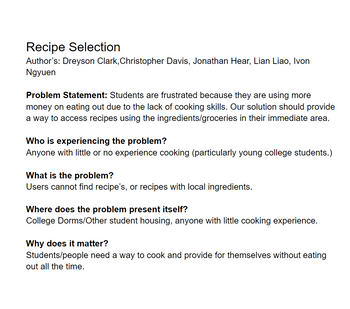 Recipe Selection
Author's: Dreyson Clark,Christopher Davis, Jonathan Hear, Lian Liao, Ivon
Ngyuen
Problem Statement: Students are frustrated because they are using more
money on eating out due to the lack of cooking skills. Our solution should provide
a way to access recipes using the ingredients/groceries in their immediate area.
Who is experiencing the problem?
Anyone with little or no experience cooking (particularly young college students.)
What is the problem?
Users cannot find recipe's, or recipes with local ingredients.
Where does the problem present itself?
College Dorms/Other student housing, anyone with little cooking experience.
Why does it matter?
Students/people need a way to cook and provide for themselves without eating
out all the time.